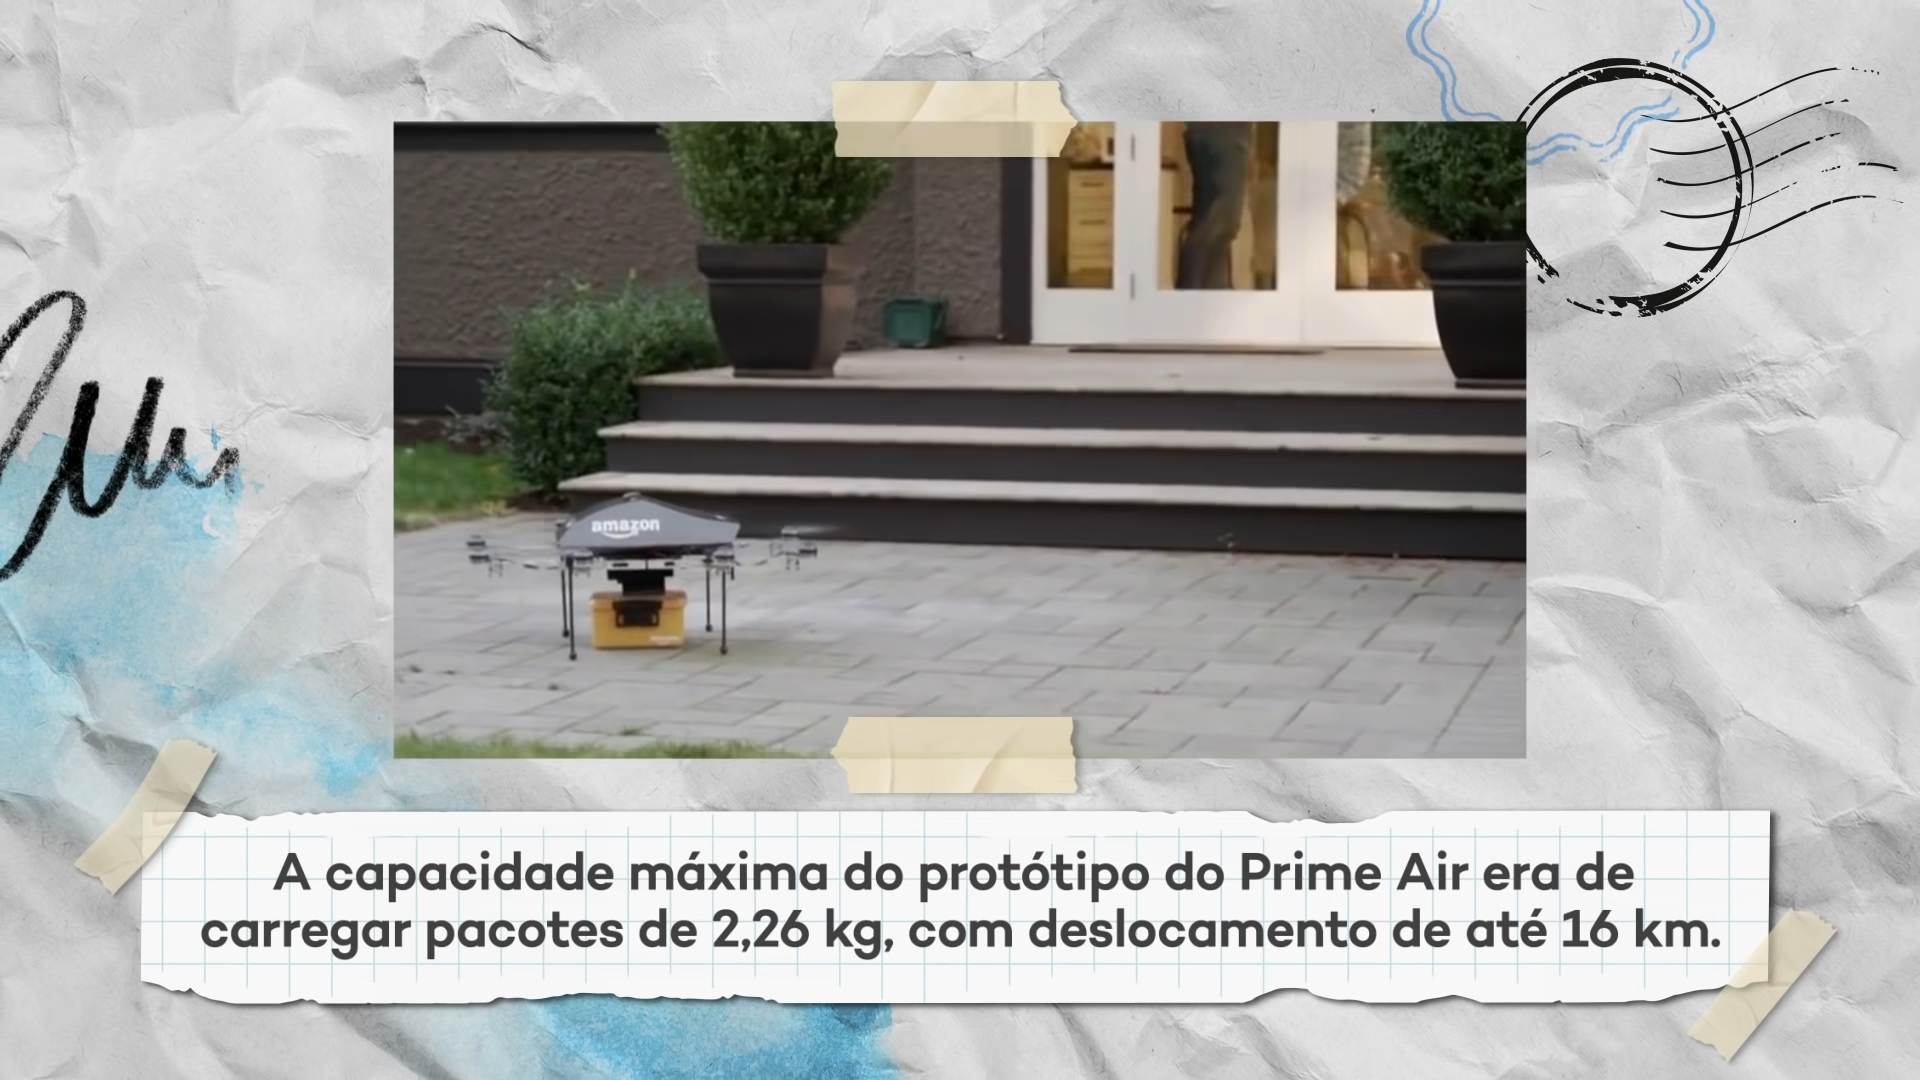 amazon
A capacidade máxima do protótipo do Prime Air era de
carregar pacotes de 2,26 kg, com deslocamento de até 16 km.